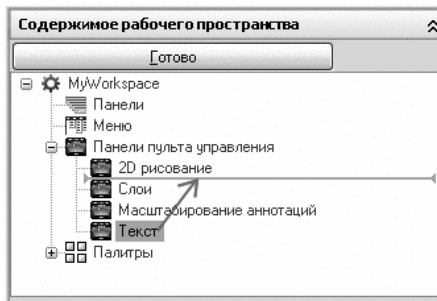 Содержимое рабочего пространства
Готово
MyWorkspace
Панели
Меню
Панели пульта управления
2D рисование
Слои
Масштабирование аннотаций
Текст
Палитры